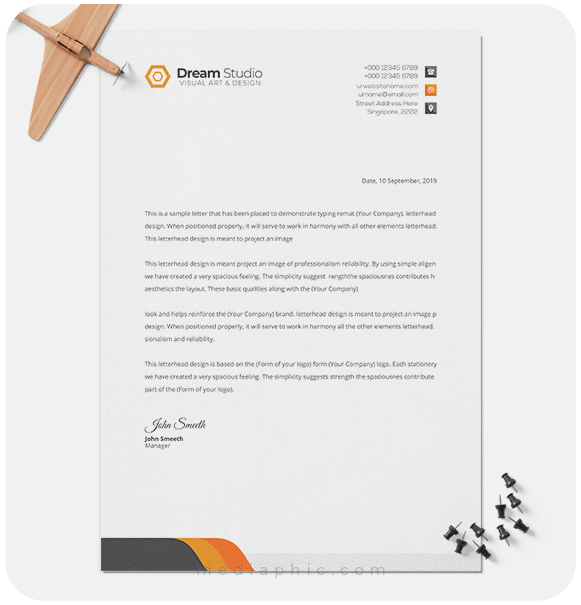 Dream Studio
VISUAL ART & DESIGN
+000 12345 6789
+000 12345 6789
urwebsitename.com
urname@email.com
Street Address Here
Singapore, 2222
Date, 10 September, 2019
This is a sample letter that has been placed to demonstrate typing remat (Your Company). letterhead
design. When positioned properly, it will serve to work in harmony with all other elements letterhead.
This letterhead design is meant to project an image
This letterhead design is meant project an image of professionalism reliability. By using simple aligen
we have created a very spacious feeling. The simplicity suggest rengththe spaciousnes contributes h
aesthetics the layout. These basic qualities along with the (Your Company)
look and helps reinforce the (Your Company) brand. letterhead design is meant to project an image p
design. When positioned properly, it will serve to work in harmony all the other elements letterhead.
sionalism and reliability.
This letterhead design is based on the (Form of your logo) form (Your Company) logo. Each stationery
we have created a very spacious feeling. The simplicity suggests strength the spaciousnes contribute
part of the (Form of your logo).
John Smeeth
John Smeeth
Manager
mediaphic.com